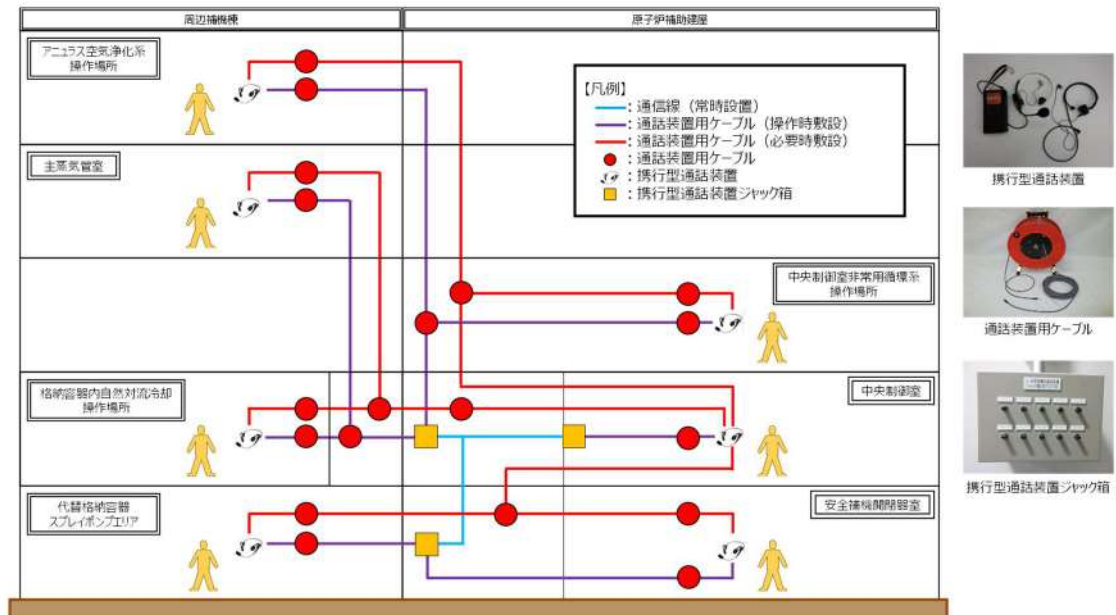 周辺補機棟
原子炉補助建屋
アニュラス空気浄化系
操作場所
【凡例】
：通信線（常時設置）
：通話装置用ケーブル（操作時敷設）
：通話装置用ケーブル（必要時敷設）
：通話装置用ケーブル
：携行型通話装置
：携行型通話装置ジャック箱
主蒸気管室
中央制御室非常用循環系
操作場所
格納容器内自然対流冷却
操作場所
中央制御室
代替格納容器
スプレイポンプエリア
安全補機開閉器室
携行型通話装置
通話装置用ケーブル
携行型通話装置ジャック箱